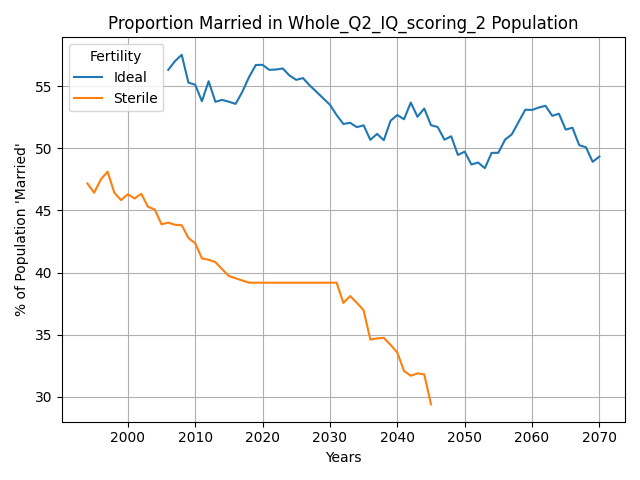 Proportion Married in Whole_Q2_IQ_scoring_2 Population
Fertility
Ideal
Sterile
% of Population 'Married'
55
50
45
40
35
30
2000
2010
2020
2030
2040
2050
2060
2070
Years